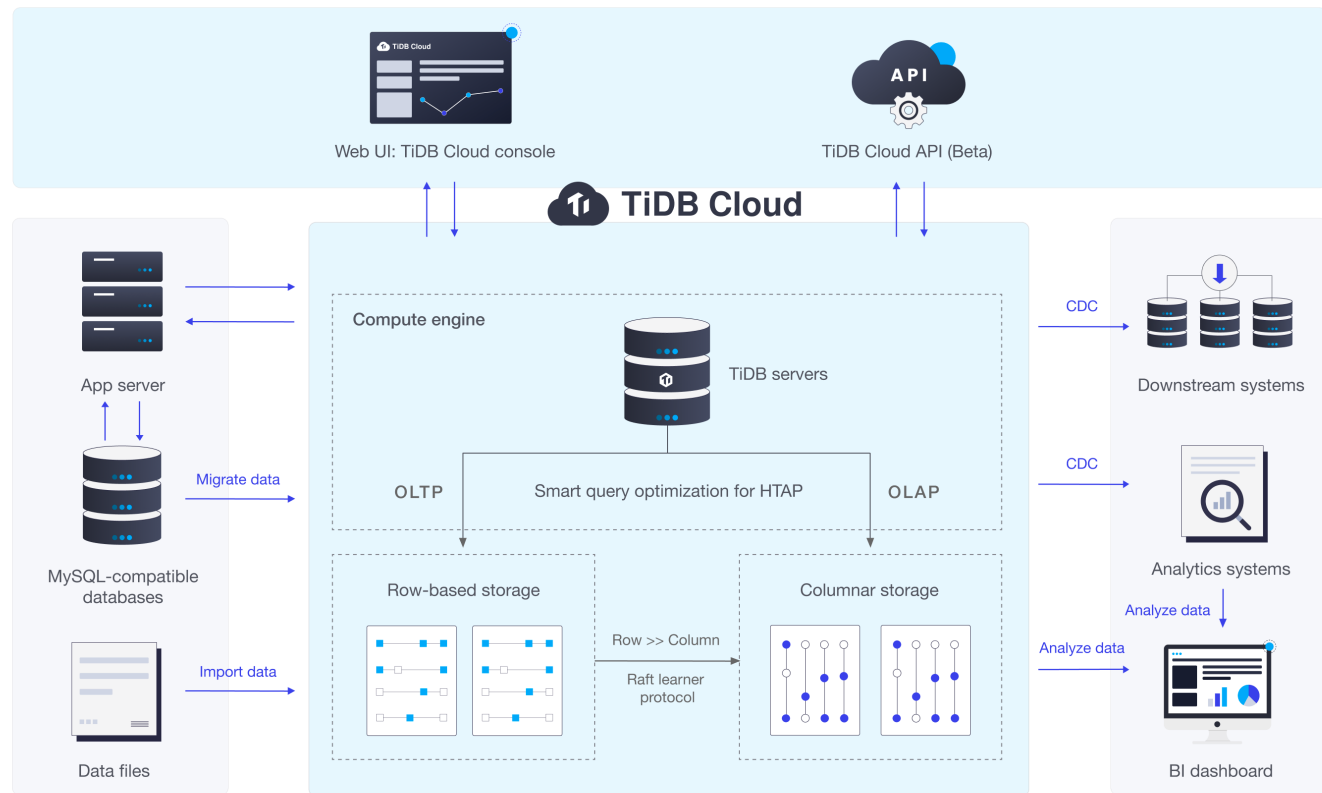 TiDB Cloud
API
Web UI: TiDB Cloud console
TiDB Cloud API (Beta)
TiDB Cloud
App server
MySQL-compatible
databases
Data files
Migrate data
Import data
Compute engine
TiDB servers
OLTP
Smart query optimization for HTAP
OLAP
Row-based storage
Row >> Column
Raft learner
protocol
Columnar storage
CDC
Downstream systems
CDC
Analytics systems
Analyze data
Analyze data
BI dashboard